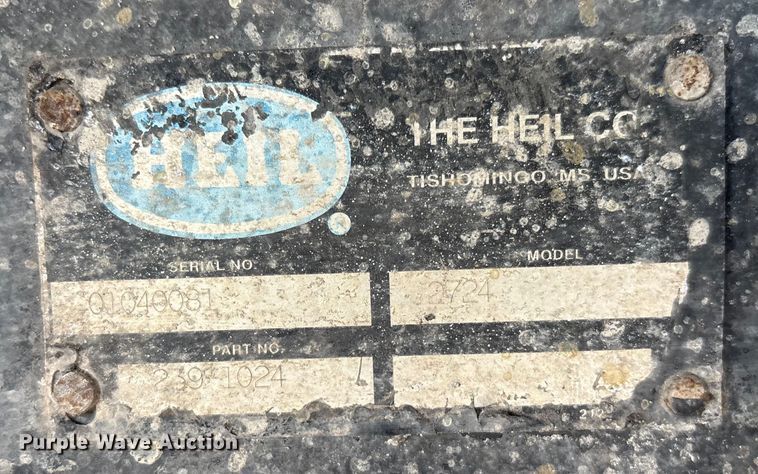 HEIL
THE HEIL CO
TISHOMINGO MS USA
SERIAL NO.
MODEL
01040081
2724
PART NO.
239-1024
Purple Wave Auction